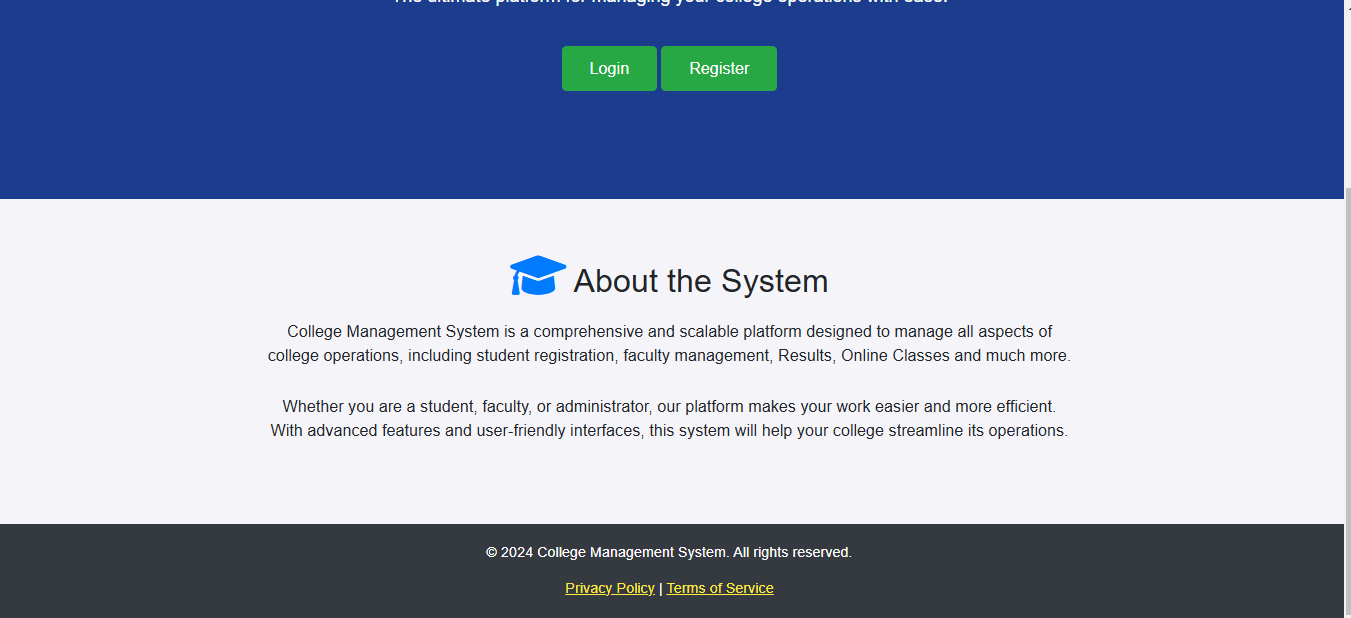 The ultimate platform for managing your college operations with ease.
Login Register
About the System
College Management System is a comprehensive and scalable platform designed to manage all aspects of
college operations, including student registration, faculty management, Results, Online Classes and much more.
Whether you are a student, faculty, or administrator, our platform makes your work easier and more efficient.
With advanced features and user-friendly interfaces, this system will help your college streamline its operations.
© 2024 College Management System. All rights reserved.
Privacy Policy | Terms of Service